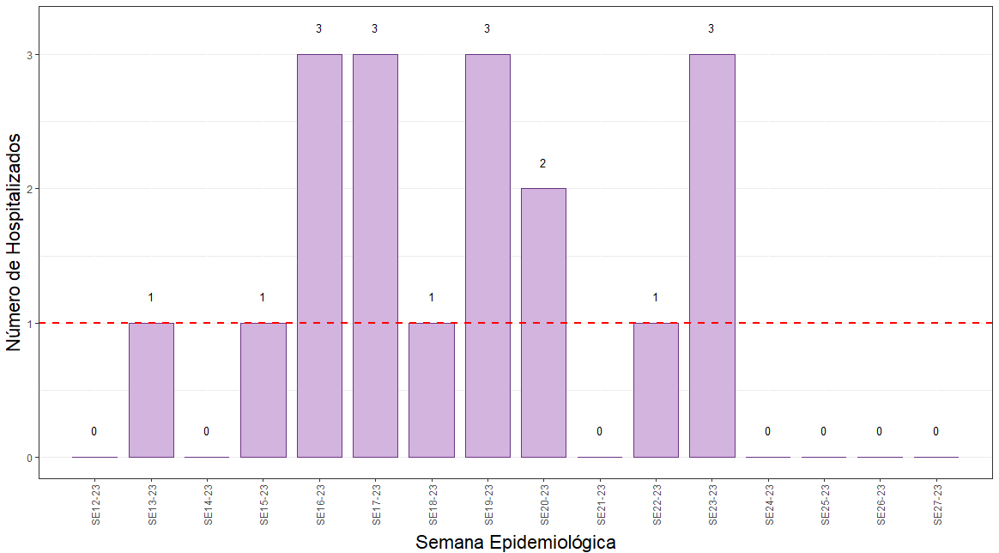 Número de Hospitalizados
3
2
1
0
0
1
0
1
3
3
1
3
2
0
1
3
0
0
0
0
SE12-23
SE13-23
SE14-23
SE15-23
SE16-23
SE17-23
SE18-23
SE19-23
SE20-23
SE21-23
SE22-23
SE23-23
SE24-23
SE25-23
SE26-23
SE27-23
Semana Epidemiológica